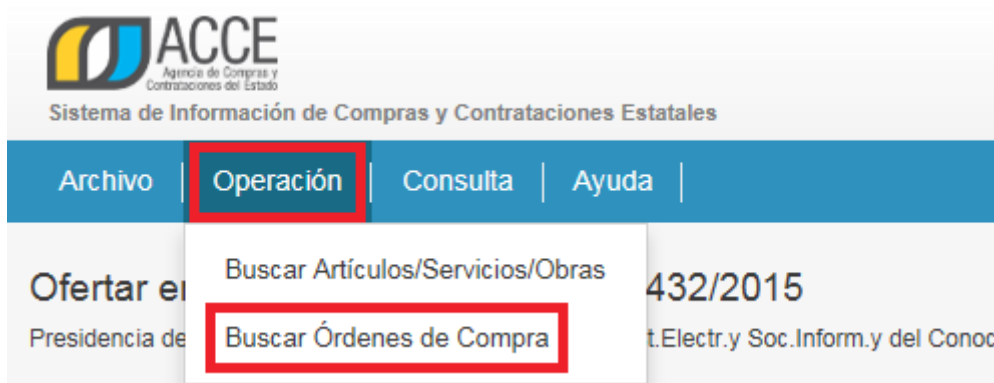 ACCE
Agencia de Compras y
Contrataciones del Estado
Sistema de Información de Compras y Contrataciones Estatales
Archivo Operación Consulta Ayuda
Buscar Artículos/Servicios/Obras
Ofertar 432/2015
Buscar Órdenes de Compra
Presidencia de t.Electr.y Soc.Inform.y del Conoc